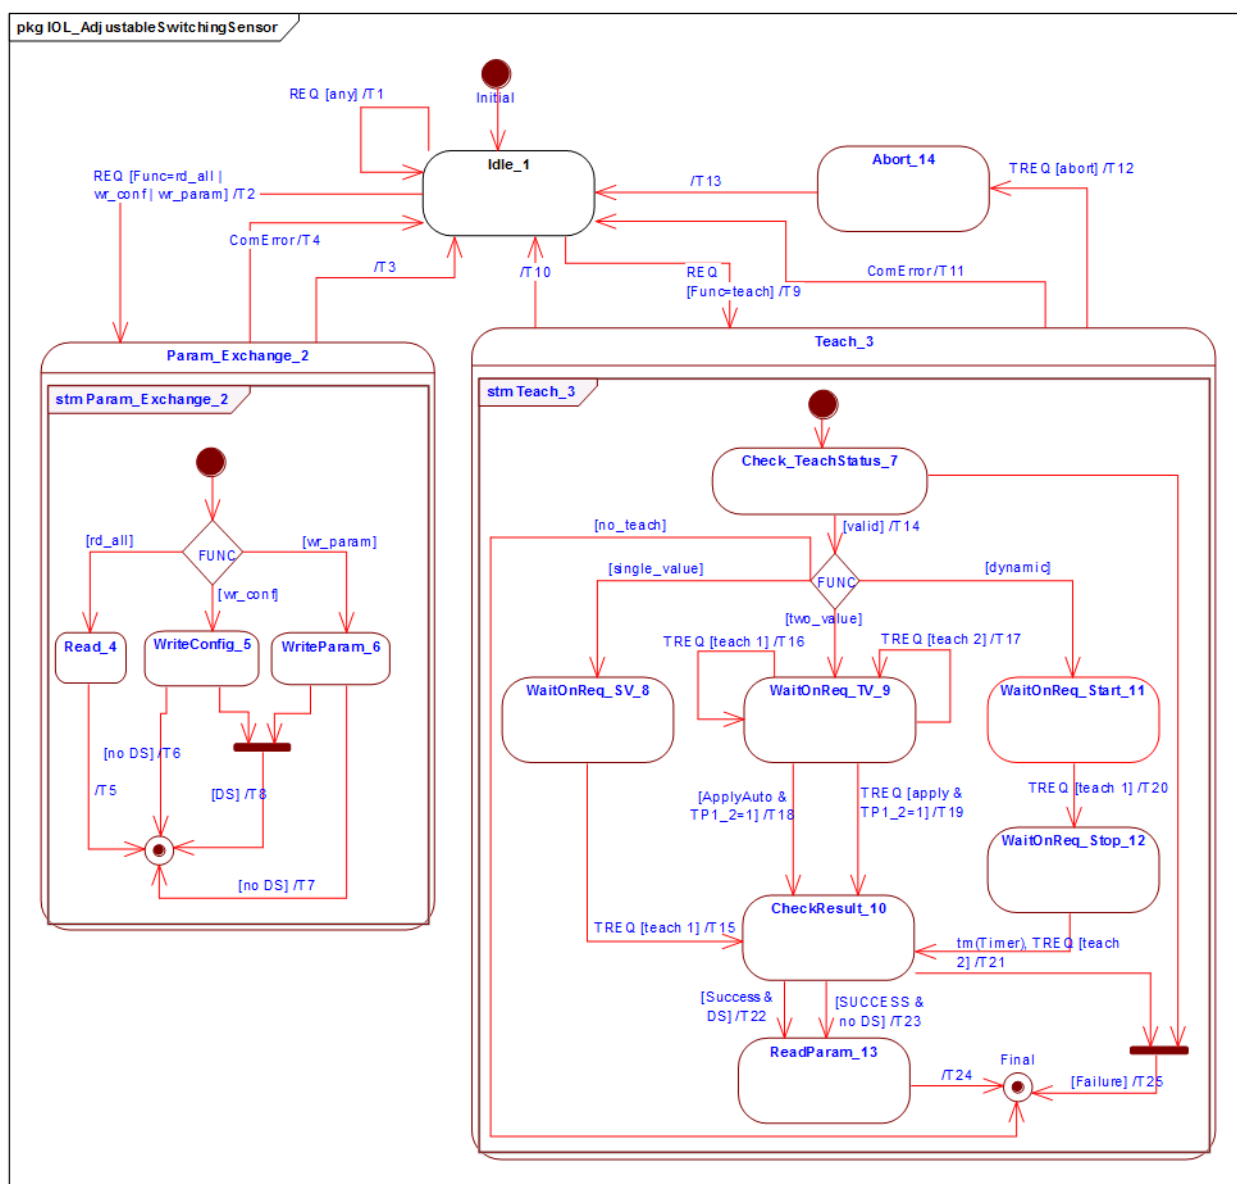 pkg IOL_AdjustableSwitchingSensor
REQ [any] /T1
Initial
Idle_1
Abort_14
REQ [Func=rd_all |
wr_conf | wr_param] /T2
/T13
TREQ [abort] /T12
ComError /T4
/T3
/T10
REQ
[Func=teach] /T9
ComError /T11
Param_Exchange_2
Teach_3
stm Param_Exchange_2
stm Teach_3
Check_TeachStatus_7
[no_teach]
[valid] /T14
[rd_all]
FUNC
[wr_param]
[wr_conf]
[single_value]
FUNC
[dynamic]
[two_value]
Read_4
WriteConfig_5
WriteParam_6
TREQ [teach 1] /T16
TREQ [teach 2] /T17
WaitOnReq_SV_8
WaitOnReq_TV_9
WaitOnReq_Start_11
[no DS] /T6
/T5
[DS] /T8
[ApplyAuto &
TP1_2=1] /T18
TREQ [apply &
TP1_2=1] /T19
TREQ [teach 1] /T20
WaitOnReq_Stop_12
[no DS] /T7
CheckResult_10
TREQ [teach 1] /T15
tm(Timer), TREQ [teach
2] /T21
[Success &
DS] /T22
[SUCCESS &
no DS] /T23
ReadParam_13
/T24
Final
[Failure] /T25